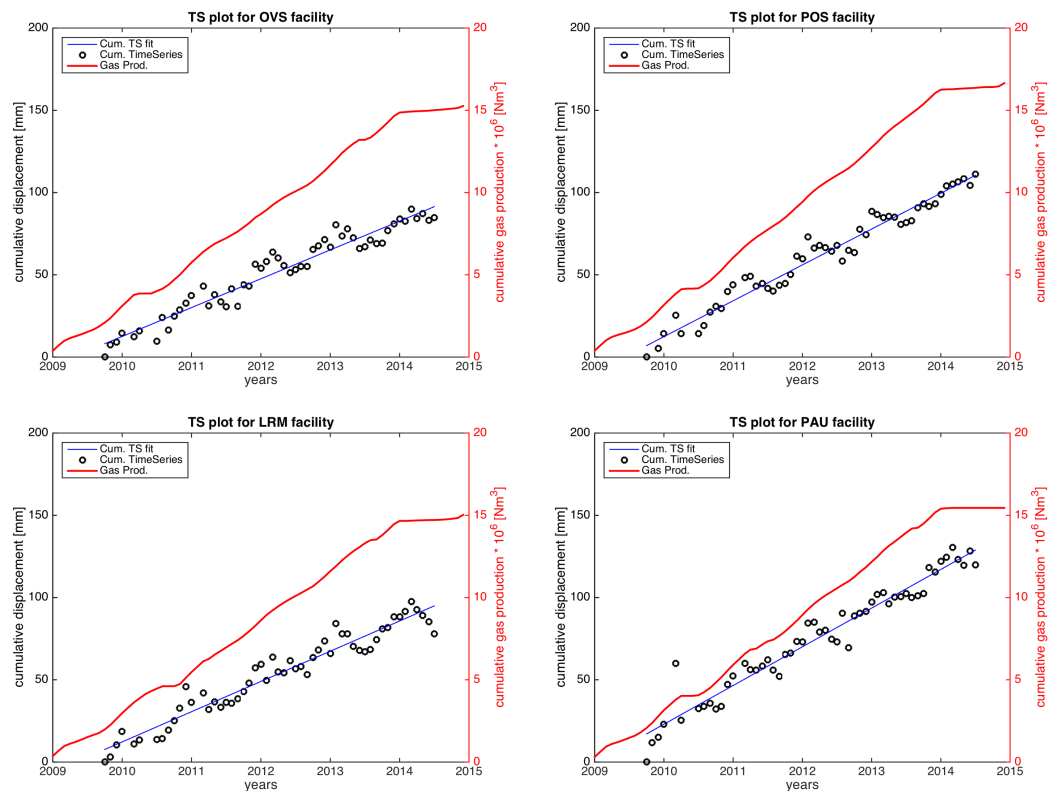 TS plot for OVS facility
200
150
100
50
0
cumulative displacement [mm]
Cum. TS fit
Cum. TimeSeries
Gas Prod.
20
15
10
5
0
cumulative gas production * 10^6 [Nm^3]
2009 2010 2011 2012 2013 2014 2015
years
TS plot for POS facility
200
150
100
50
0
cumulative displacement [mm]
Cum. TS fit
Cum. TimeSeries
Gas Prod.
20
15
10
5
0
cumulative gas production * 10^6 [Nm^3]
2009 2010 2011 2012 2013 2014 2015
years
TS plot for LRM facility
200
150
100
50
0
cumulative displacement [mm]
Cum. TS fit
Cum. TimeSeries
Gas Prod.
20
15
10
5
0
cumulative gas production * 10^6 [Nm^3]
2009 2010 2011 2012 2013 2014 2015
years
TS plot for PAU facility
200
150
100
50
0
cumulative displacement [mm]
Cum. TS fit
Cum. TimeSeries
Gas Prod.
20
15
10
5
0
cumulative gas production * 10^6 [Nm^3]
2009 2010 2011 2012 2013 2014 2015
years